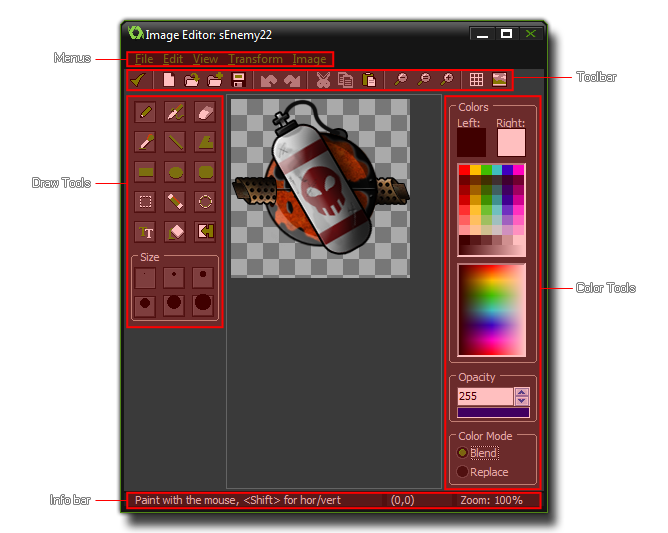 Image Editor: sEnemy22
Menus
File Edit View Transform Image
Toolbar
Draw Tools
TT
Size
Colors
Left: Right:
Color Tools
Opacity
255
Color Mode
Blend
Replace
Info bar
Paint with the mouse, <Shift> for hor/vert (0,0) Zoom: 100%